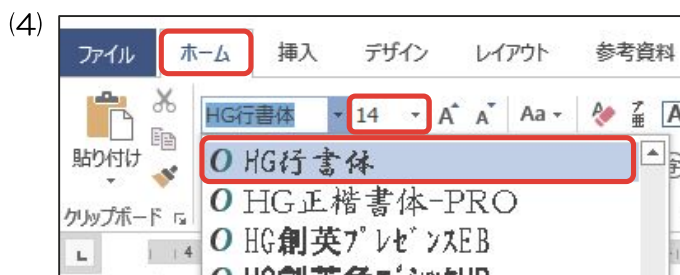 (4)
ファイル ホーム 挿入 デザイン レイアウト 参考資料
HG行書体 14 A A Aa
貼り付け
HG行書体
HG正楷書体-PRO
クリップボード
HG創英プレゼンスEB
4